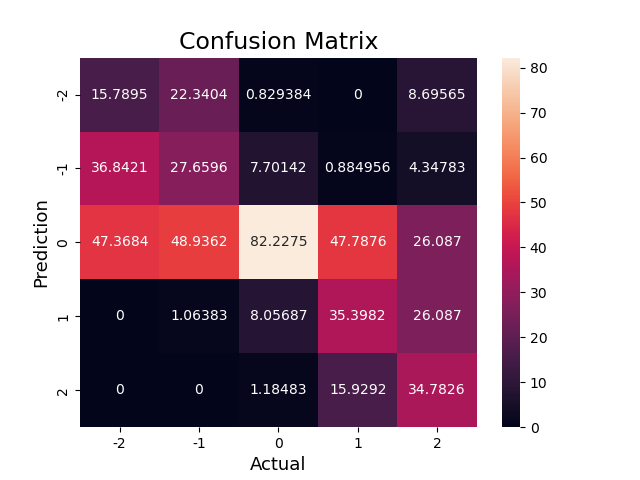 Confusion Matrix
80
-2 15.7895 22.3404 0.829384 0 8.69565
70
-1 36.8421 27.6596 7.70142 0.884956 4.34783
60
50
Prediction
0 47.3684 48.9362 82.2275 47.7876 26.087
40
30
1 0 1.06383 8.05687 35.3982 26.087
20
2 0 0 1.18483 15.9292 34.7826
10
0
-2 -1 0 1 2
Actual